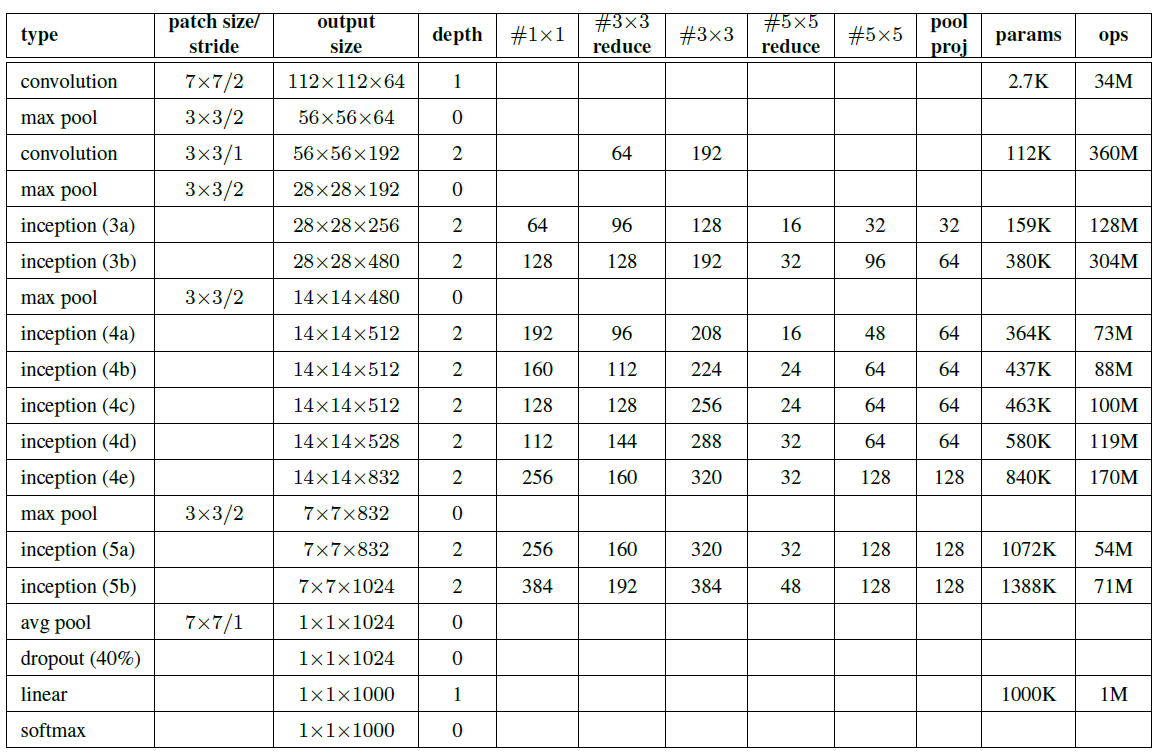 type patch size/ stride output size depth #1×1 #3×3 reduce #3×3 #5×5 reduce #5×5 pool proj params ops
convolution 7×7/2 112×112×64 1 2.7K 34M
max pool 3×3/2 56×56×64 0
convolution 3×3/1 56×56×192 2 64 192 112K 360M
max pool 3×3/2 28×28×192 0
inception (3a) 28×28×256 2 64 96 128 16 32 32 159K 128M
inception (3b) 28×28×480 2 128 128 192 32 96 64 380K 304M
max pool 3×3/2 14×14×480 0
inception (4a) 14×14×512 2 192 96 208 16 48 64 364K 73M
inception (4b) 14×14×512 2 160 112 224 24 64 64 437K 88M
inception (4c) 14×14×512 2 128 128 256 24 64 64 463K 100M
inception (4d) 14×14×528 2 112 144 288 32 64 64 580K 119M
inception (4e) 14×14×832 2 256 160 320 32 128 128 840K 170M
max pool 3×3/2 7×7×832 0
inception (5a) 7×7×832 2 256 160 320 32 128 128 1072K 54M
inception (5b) 7×7×1024 2 384 192 384 48 128 128 1388K 71M
avg pool 7×7/1 1×1×1024 0
dropout (40%) 1×1×1024 0
linear 1×1×1000 1 1000K 1M
softmax 1×1×1000 0